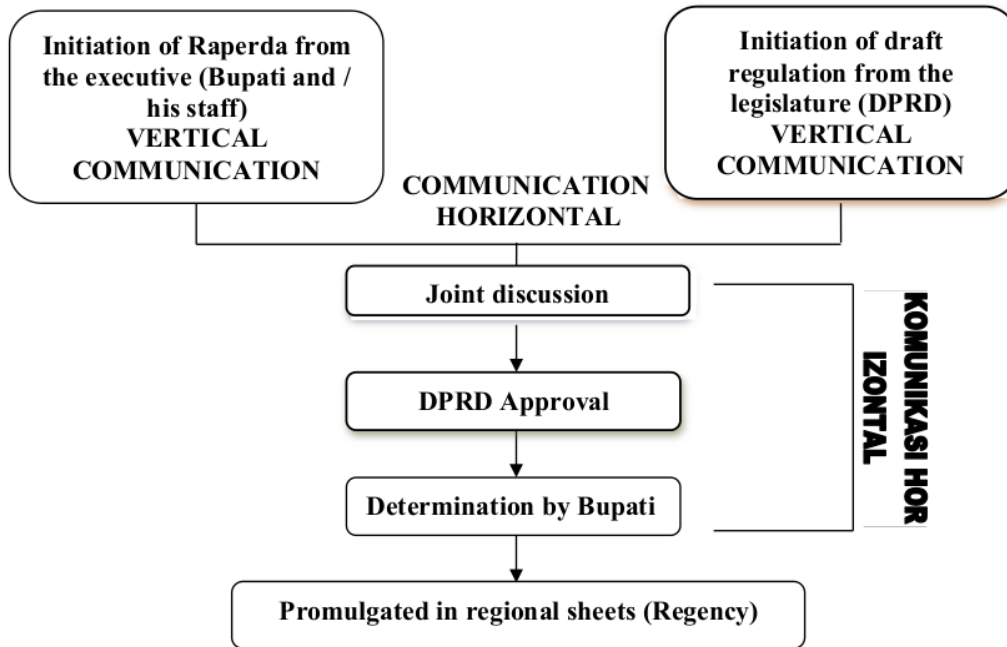 Initiation of Raperda from
the executive (Bupati and /
his staff)
VERTICAL
COMMUNICATION
Initiation of draft
regulation from the
legislature (DPRD)
VERTICAL
COMMUNICATION
COMMUNICATION
HORIZONTAL
Joint discussion
DPRD Approval
Determination by Bupati
Promulgated in regional sheets (Regency)
KOMUNIKASI HOR
IZONTAL